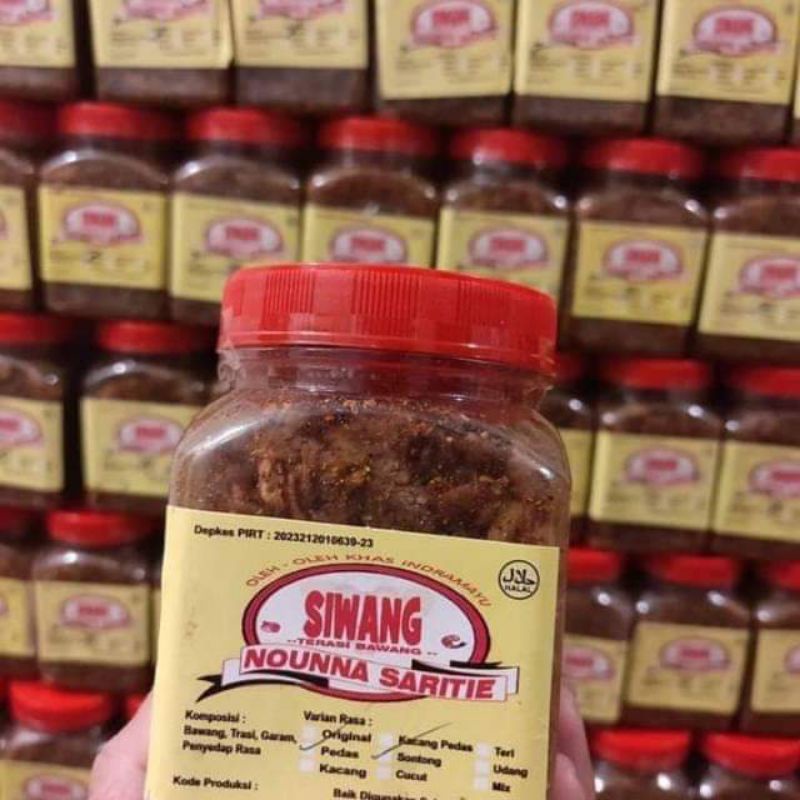 Depkes PIRT : 2023212010639-23
OLEH - OLEH KHAS INDRAMAYU
حلال
HALAL
SIWANG
..TERASI BAWANG..
NOUNNA SARITIE
Komposisi :
Bawang, Trasi, Garam,
Penyedap Rasa
Kode Produksi :
Varian Rasa :
Original
Pedas
Kacang
Kacang Pedas
Sontong
Cucut
Teri
Udang
Mix
Baik Digunakan